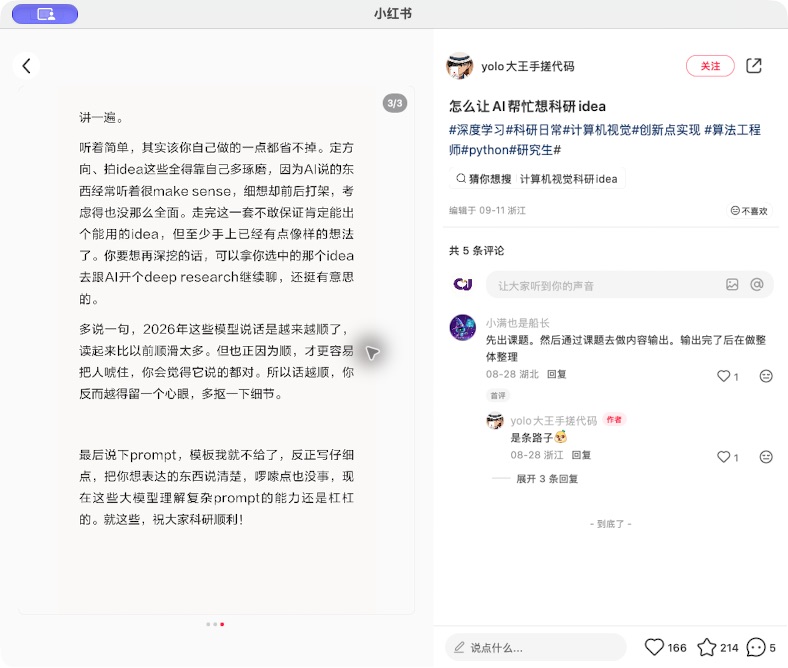 小红书
3/3
讲一遍。
听着简单，其实该你自己做的一点都省不掉。定方
向、拍idea这些全得靠自己多琢磨，因为AI说的东
西经常听着很make sense，细想却前后打架，考
虑得也没那么全面。走完这一套不敢保证肯定能出
个能用的idea，但至少手上已经有点像样的想法
了。你要想再深挖的话，可以拿你选中的那个idea
去跟AI开个deep research继续聊，还挺有意思
的。
多说一句，2026年这些模型说话是越来越顺了，
读起来比以前顺滑太多。但也正因为顺，才更容易
把人唬住，你会觉得它说的都对。所以话越顺，你
反而越得留一个心眼，多抠一下细节。
最后说下prompt，模板我就不给了，反正写仔细
点，把你想表达的东西说清楚，啰嗦点也没事，现
在这些大模型理解复杂prompt的能力还是杠杠
的。就这些，祝大家科研顺利！
yolo大王手搓代码
关注
怎么让AI帮忙想科研idea
#深度学习#科研日常#计算机视觉#创新点实现 #算法工程
师#python#研究生#
猜你想搜 计算机视觉科研idea
编辑于 09-11 浙江
不喜欢
共 5 条评论
CJ
让大家听到你的声音
小满也是船长
先出课题。然后通过课题去做内容输出。输出完了后在做整
体整理
08-28 湖北 回复
1
首评
yolo大王手搓代码 作者
是条路子
08-28 浙江 回复
1
展开 3 条回复
- 到底了 -
说点什么...
166
214
5